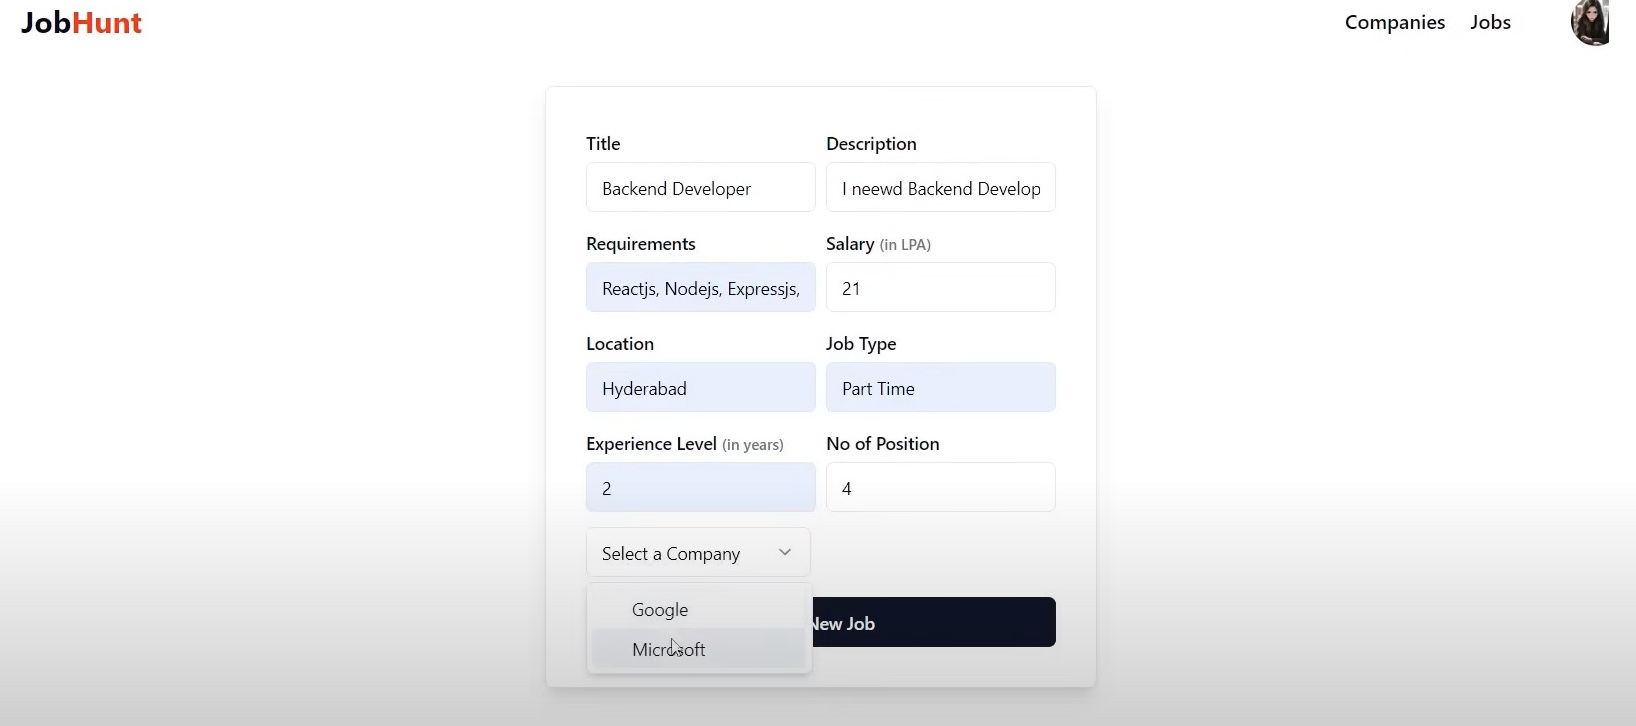 JobHunt
Companies Jobs
Title Description
Backend Developer I neewd Backend Develop
Requirements Salary (in LPA)
Reactjs, Nodejs, Expressjs, 21
Location Job Type
Hyderabad Part Time
Experience Level (in years) No of Position
2 4
Select a Company
Google
New Job
Microsoft